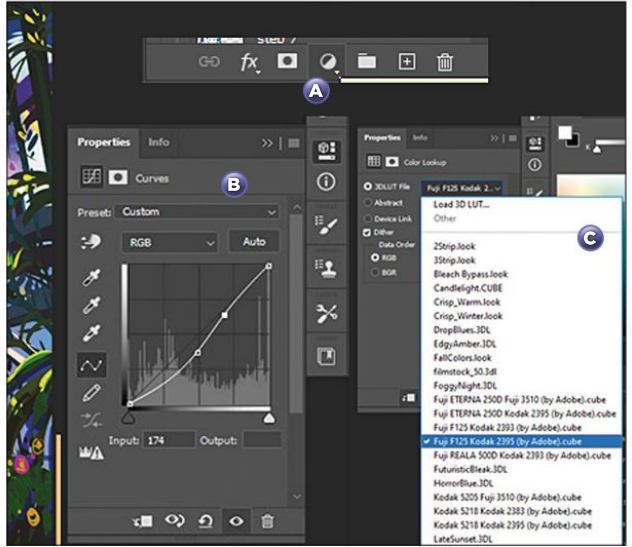 step 7
fx
A
Properties Info
Curves
B
Preset: Custom
RGB Auto
Input: 174 Output:
Properties Info
Color Lookup
3DLUT File Fuji F125 Kodak 2...
Abstract
Device Link
Dither
Data Order
RGB
BGR
K
Load 3D LUT...
Other
C
2Strip.look
3Strip.look
Bleach Bypass.look
Candlelight.CUBE
Crisp_Warm.look
Crisp_Winter.look
DropBlues.3DL
EdgyAmber.3DL
FallColors.look
filmstock_50.3dl
FoggyNight.3DL
Fuji ETERNA 250D Fuji 3510 (by Adobe).cube
Fuji ETERNA 250D Kodak 2395 (by Adobe).cube
Fuji F125 Kodak 2393 (by Adobe).cube
Fuji F125 Kodak 2395 (by Adobe).cube
Fuji REALA 500D Kodak 2393 (by Adobe).cube
FuturisticBleak.3DL
HorrorBlue.3DL
Kodak 5205 Fuji 3510 (by Adobe).cube
Kodak 5218 Kodak 2383 (by Adobe).cube
Kodak 5218 Kodak 2395 (by Adobe).cube
LateSunset.3DL